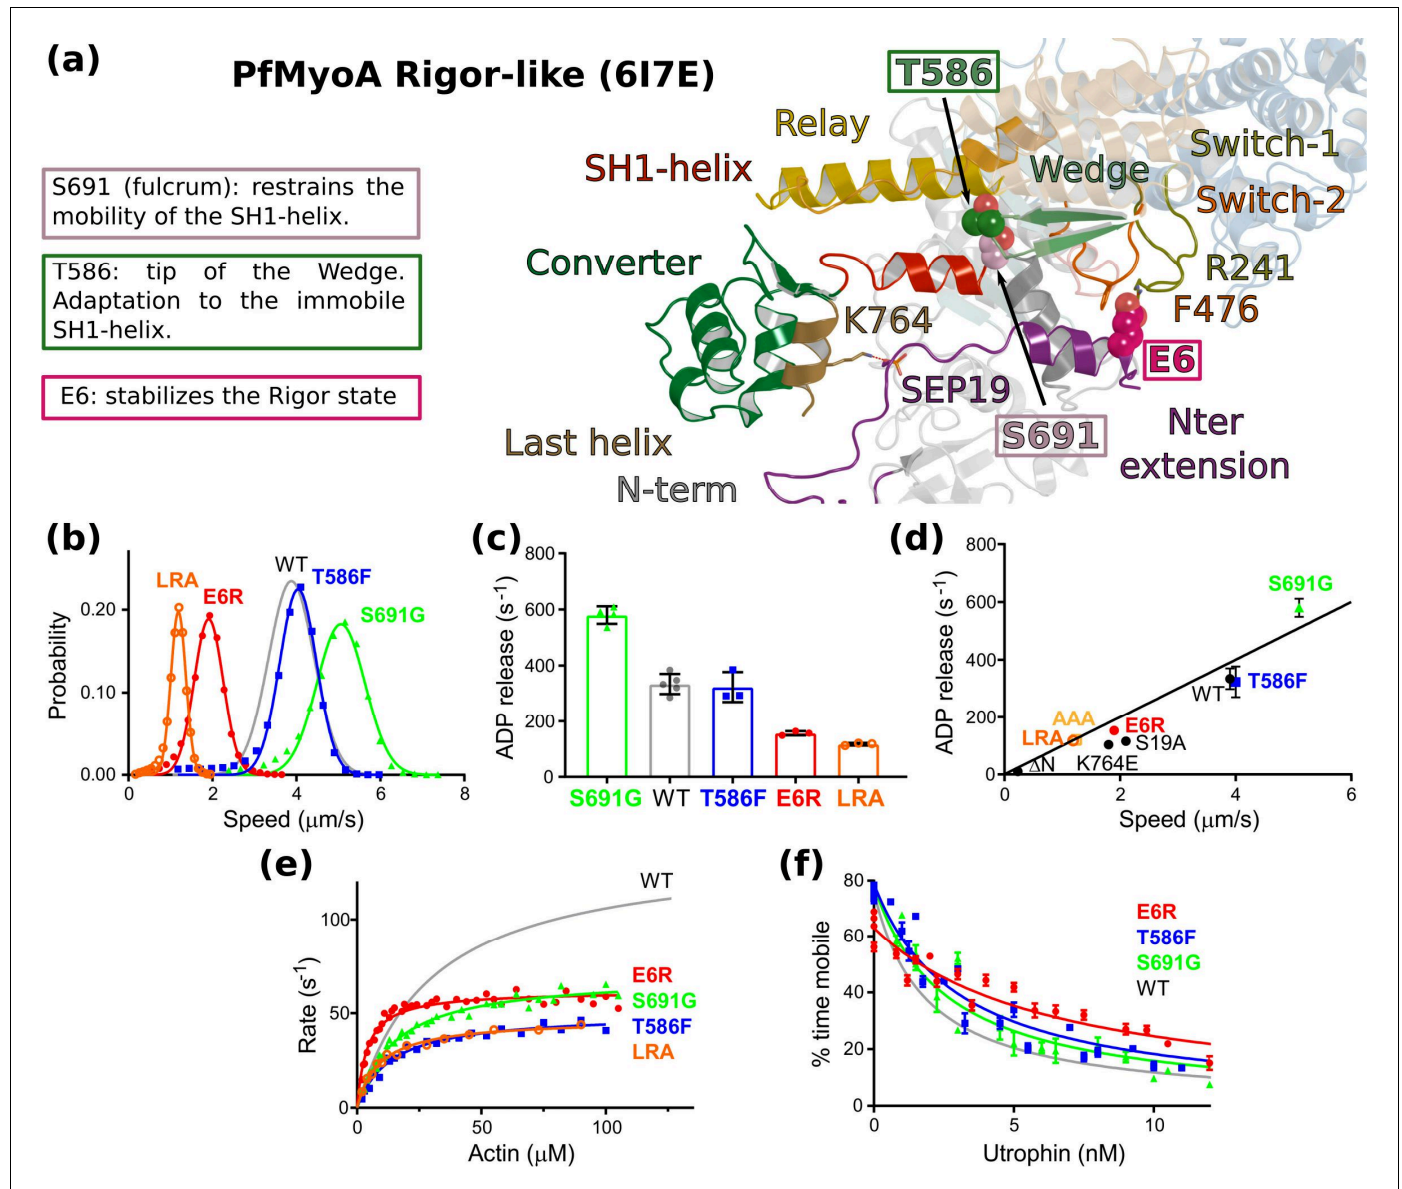 (a)
PfMyoA Rigor-like (6I7E)
S691 (fulcrum): restrains the
mobility of the SH1-helix.
T586: tip of the Wedge.
Adaptation to the immobile
SH1-helix.
E6: stabilizes the Rigor state
T586
Relay
SH1-helix
Wedge
Switch-1
Switch-2
Converter
R241
F476
K764
E6
SEP19
S691
Nter
extension
Last helix
N-term
(b)
LRA
E6R
WT
T586F
S691G
Probability
0.20
0.10
0.00
0
2
4
6
8
Speed (μm/s)
(c)
ADP release (s⁻¹)
800
600
400
200
0
S691G
WT
T586F
E6R
LRA
(d)
ADP release (s⁻¹)
800
600
400
200
0
S691G
WT
T586F
AAA
LRA
E6R
S19A
K764E
ΔN
0
2
4
6
Speed (μm/s)
(e)
Rate (s⁻¹)
100
50
0
WT
E6R
S691G
T586F
LRA
0
50
100
Actin (μM)
(f)
% time mobile
80
60
40
20
0
E6R
T586F
S691G
WT
0
5
10
Utrophin (nM)